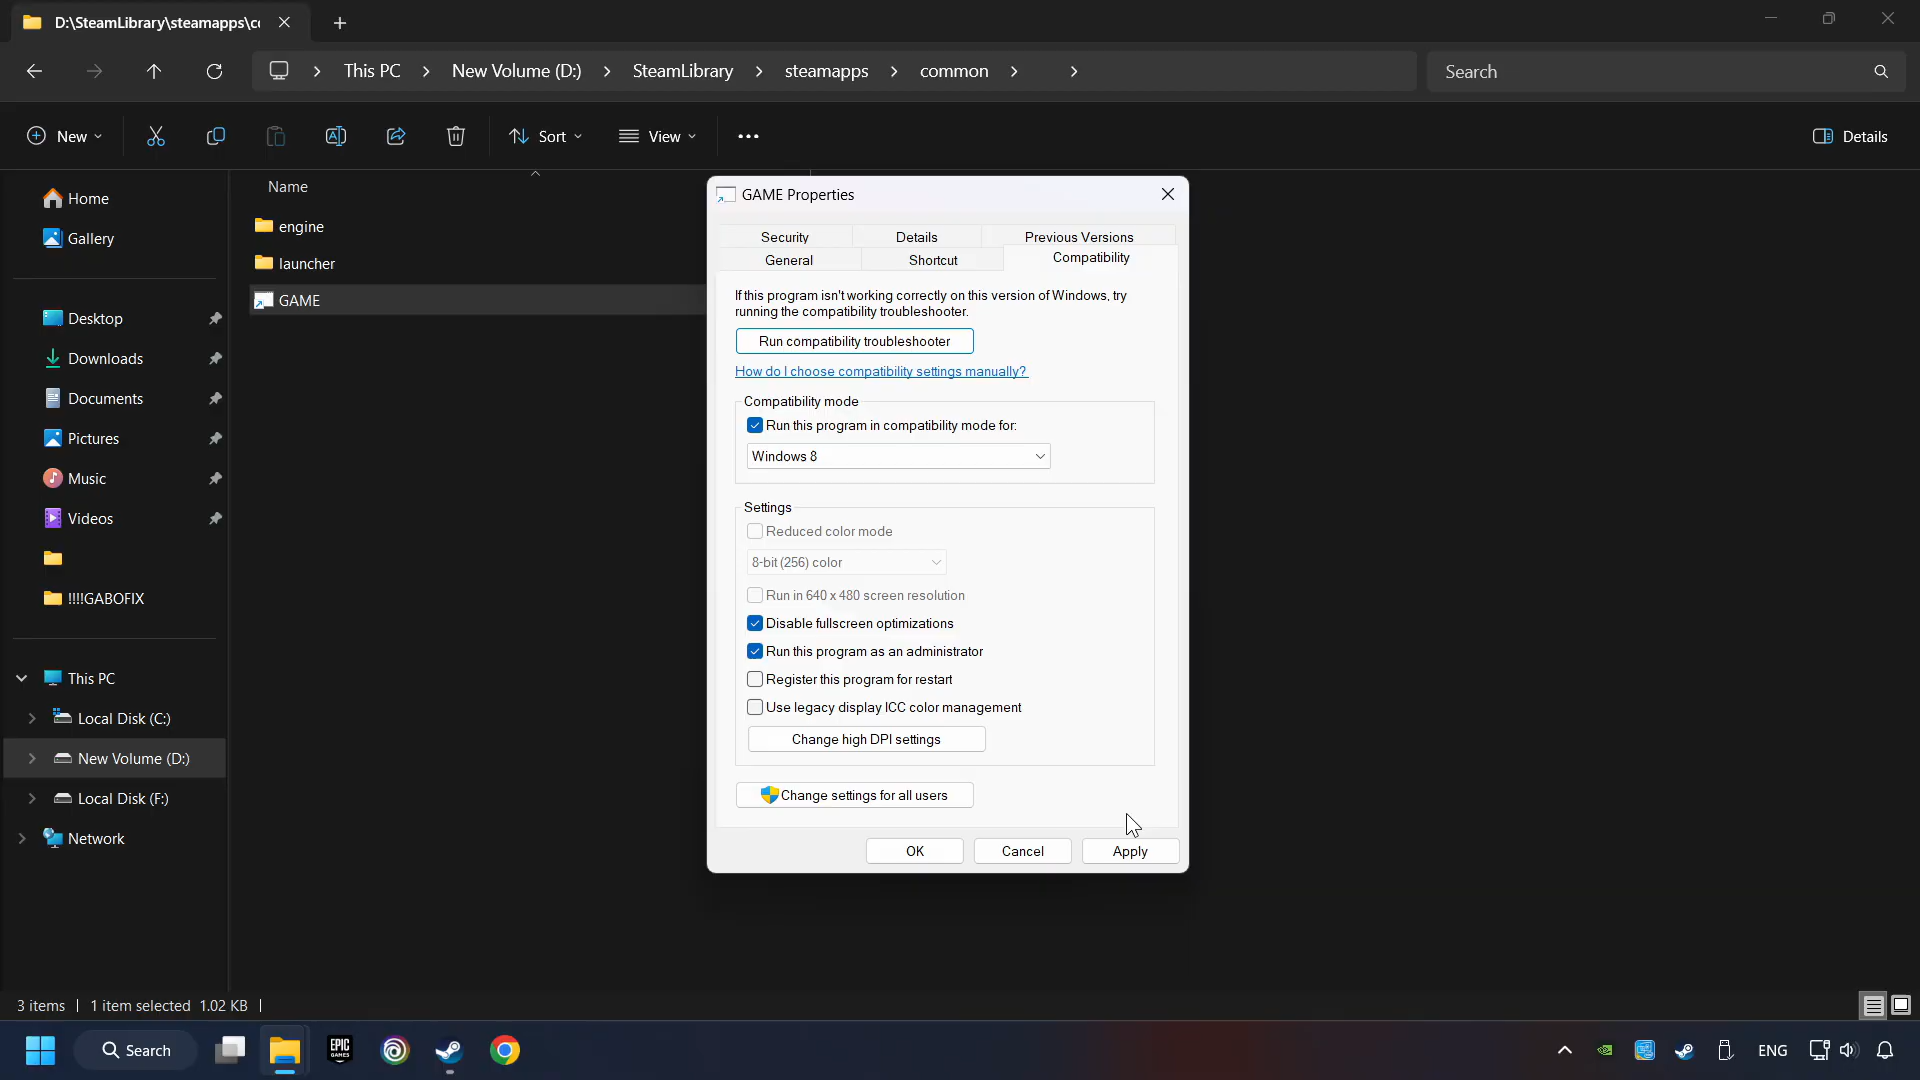 D:\SteamLibrary\steamapps\c
This PC
New Volume (D:)
SteamLibrary
steamapps
common
Search
New
Sort
View
Details
Name
Home
Gallery
Desktop
Downloads
Documents
Pictures
Music
Videos
!!!!GABOFIX
This PC
Local Disk (C:)
New Volume (D:)
Local Disk (F:)
Network
engine
launcher
GAME
GAME Properties
Security
Details
Previous Versions
General
Shortcut
Compatibility
If this program isn't working correctly on this version of Windows, try
running the compatibility troubleshooter.
Run compatibility troubleshooter
How do I choose compatibility settings manually?
Compatibility mode
Run this program in compatibility mode for:
Windows 8
Settings
Reduced color mode
8-bit (256) color
Run in 640 x 480 screen resolution
Disable fullscreen optimizations
Run this program as an administrator
Register this program for restart
Use legacy display ICC color management
Change high DPI settings
Change settings for all users
OK
Cancel
Apply
3 items
1 item selected 1.02 KB
Search
EPIC
GAMES
ENG